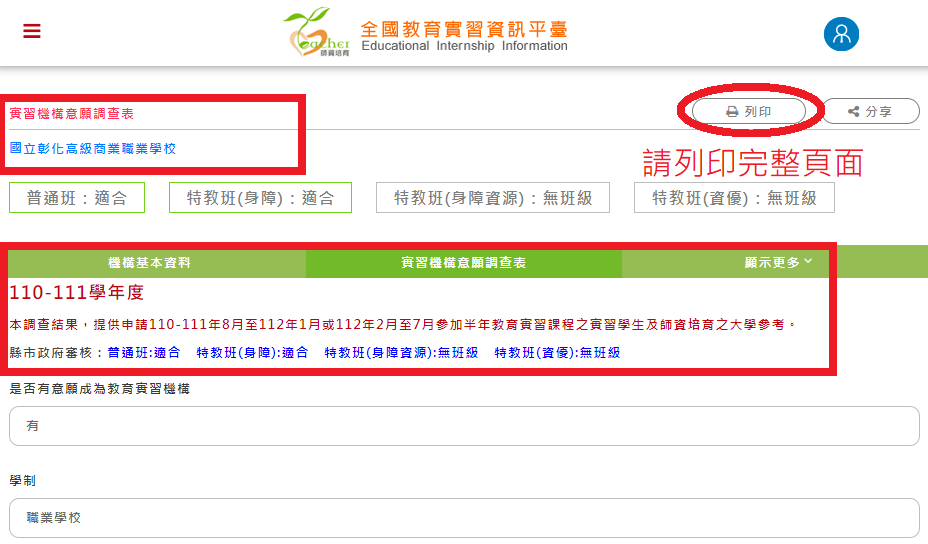 Teacher
師資培育
全國教育實習資訊平臺
Educational Internship Information
實習機構意願調查表
列印
分享
國立彰化高級商業職業學校
請列印完整頁面
普通班：適合
特教班(身障)：適合
特教班(身障資源)：無班級
特教班(資優)：無班級
機構基本資料
實習機構意願調查表
顯示更多
110-111學年度
本調查結果，提供申請110-111年8月至112年1月或112年2月至7月參加半年教育實習課程之實習學生及師資培育之大學參考。
縣市政府審核：普通班:適合 特教班(身障):適合 特教班(身障資源):無班級 特教班(資優):無班級
是否有意願成為教育實習機構
有
學制
職業學校